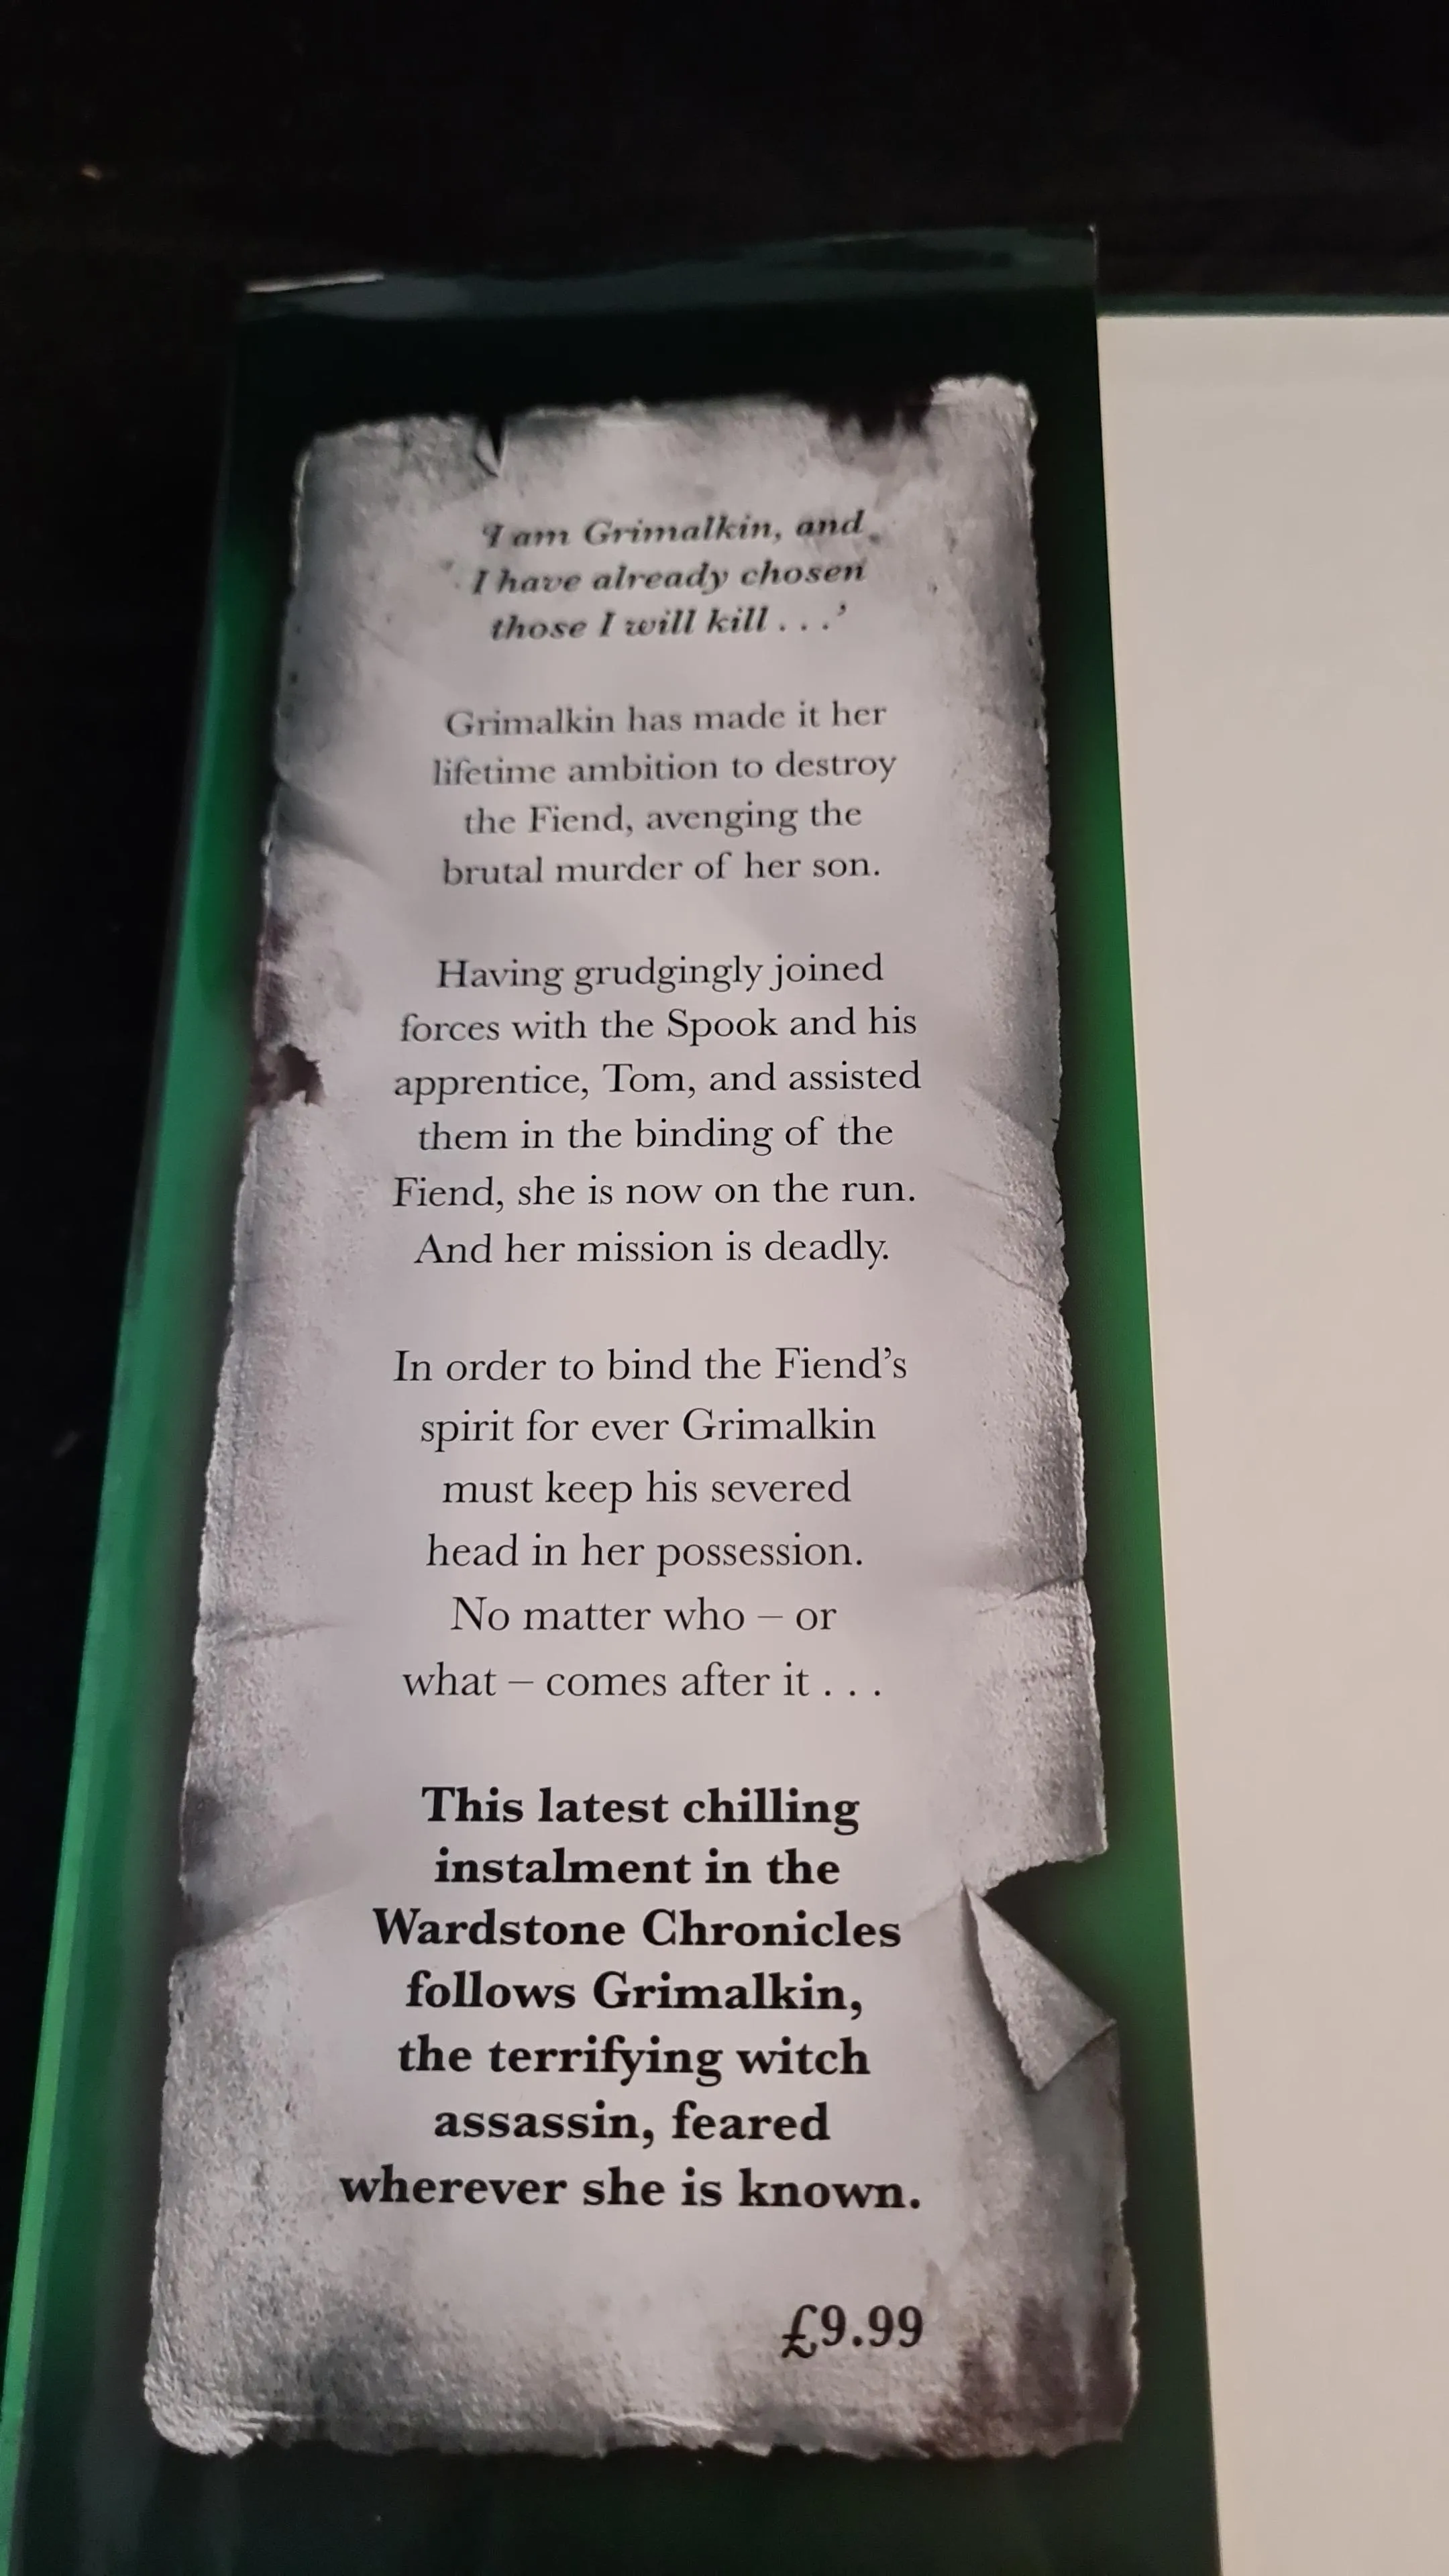 ‘I am Grimalkin, and
I have already chosen
those I will kill . . .’
Grimalkin has made it her
lifetime ambition to destroy
the Fiend, avenging the
brutal murder of her son.
Having grudgingly joined
forces with the Spook and his
apprentice, Tom, and assisted
them in the binding of the
Fiend, she is now on the run.
And her mission is deadly.
In order to bind the Fiend’s
spirit for ever Grimalkin
must keep his severed
head in her possession.
No matter who – or
what – comes after it . . .
This latest chilling
instalment in the
Wardstone Chronicles
follows Grimalkin,
the terrifying witch
assassin, feared
wherever she is known.
£9.99